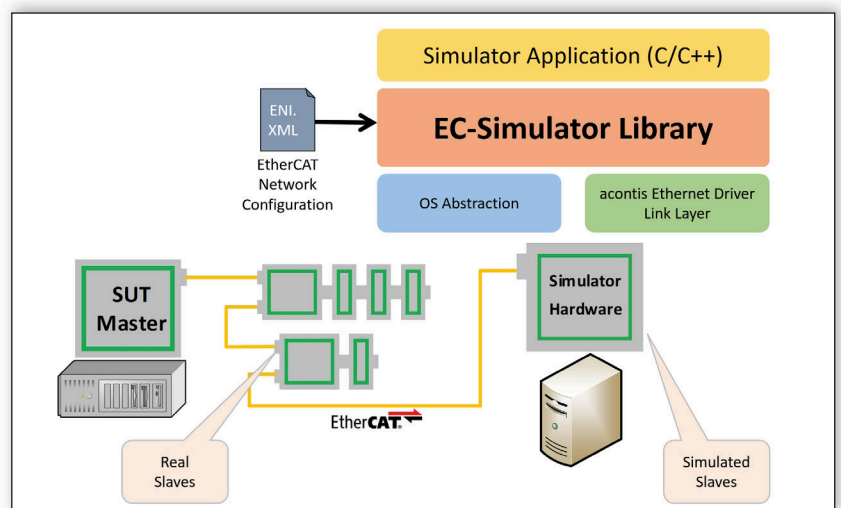 Simulator Application (C/C++)
ENI.
XML
EC-Simulator Library
EtherCAT
Network
Configuration
OS Abstraction
acontis Ethernet Driver
Link Layer
SUT
Master
Simulator
Hardware
EtherCAT®
Real
Slaves
Simulated
Slaves